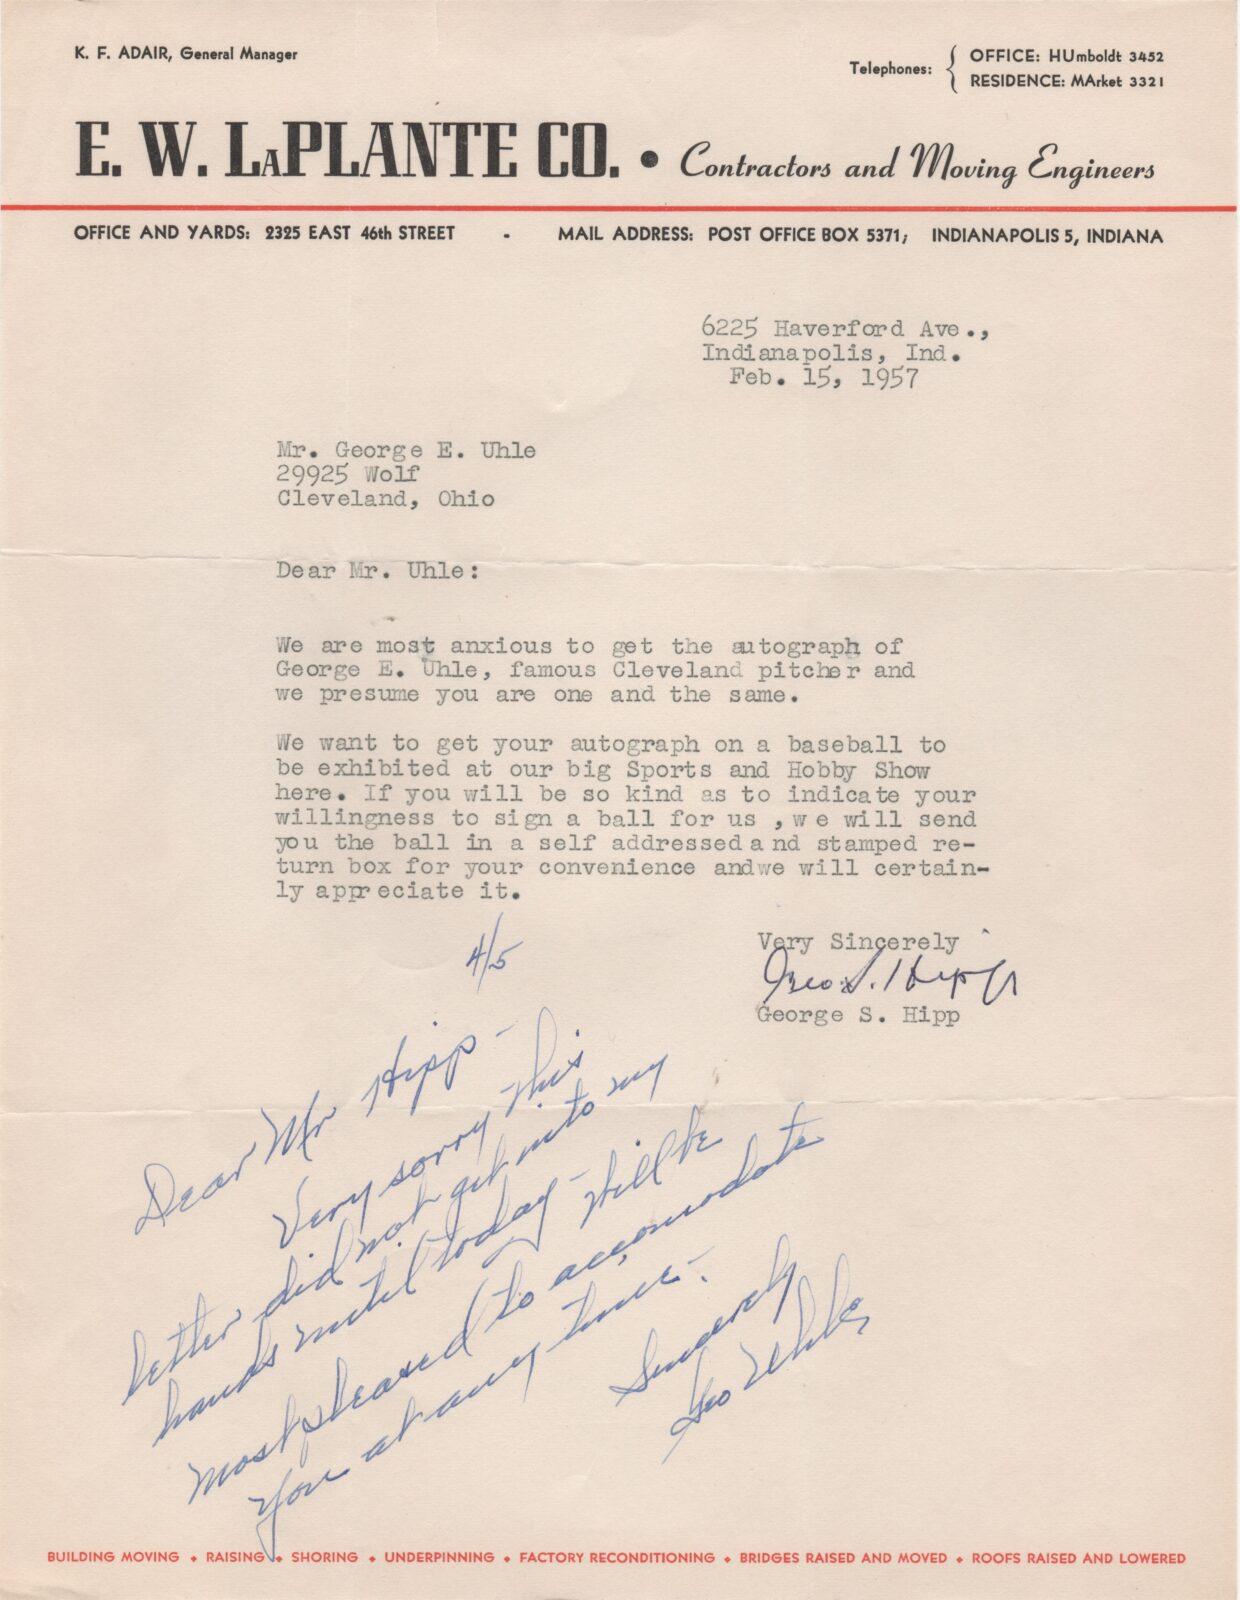 K. F. ADAIR, General Manager
Telephones: { OFFICE: HUmboldt 3452
RESIDENCE: MArket 3321
E. W. LaPLANTE CO. • Contractors and Moving Engineers
OFFICE AND YARDS: 2325 EAST 46th STREET - MAIL ADDRESS: POST OFFICE BOX 5371, INDIANAPOLIS 5, INDIANA
6225 Haverford Ave.,
Indianapolis, Ind.
Feb. 15, 1957
Mr. George E. Uhle
29925 Wolf
Cleveland, Ohio
Dear Mr. Uhle:
We are most anxious to get the autograph of
George E. Uhle, famous Cleveland pitcher and
we presume you are one and the same.
We want to get your autograph on a baseball to
be exhibited at our big Sports and Hobby Show
here. If you will be so kind as to indicate your
willingness to sign a ball for us ,we will send
you the ball in a self addressed and stamped re-
turn box for your convenience andwe will certain-
ly appreciate it.
Very Sincerely
Geo. S. Hipp
George S. Hipp
4/5
Dear Mr Hipp -
Very sorry this
letter did not get into my
hands until today - Will be
most pleased to accomodate
you at any time - .
Sincerely
Geo Uhle
BUILDING MOVING • RAISING • SHORING • UNDERPINNING • FACTORY RECONDITIONING • BRIDGES RAISED AND MOVED • ROOFS RAISED AND LOWERED